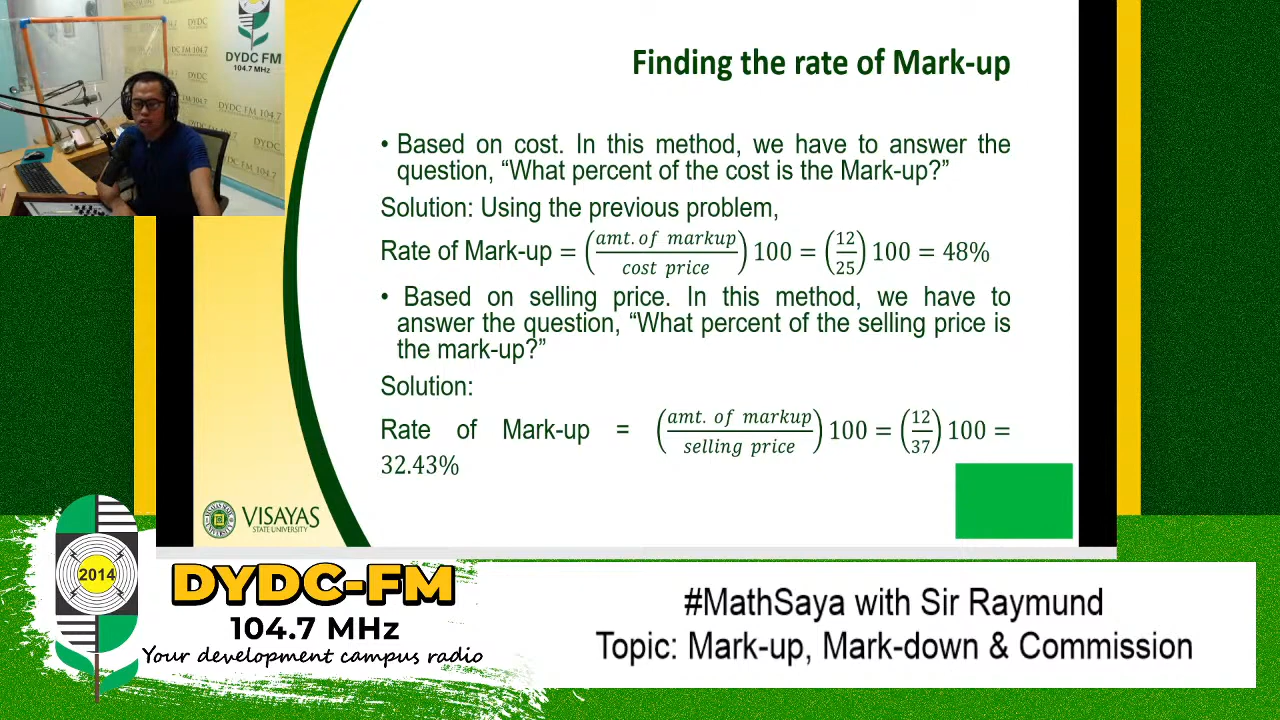 DYDC FM
104.7 MHz
DYDC FM 104.7
Finding the rate of Mark-up
• Based on cost. In this method, we have to answer the
question, “What percent of the cost is the Mark-up?”
Solution: Using the previous problem,
Rate of Mark-up = (amt. of markup / cost price) 100 = (12/25) 100 = 48%
• Based on selling price. In this method, we have to
answer the question, “What percent of the selling price is
the mark-up?”
Solution:
Rate of Mark-up = (amt. of markup / selling price) 100 = (12/37) 100 =
32.43%
VISAYAS
STATE UNIVERSITY
2014
DYDC-FM
104.7 MHz
Your development campus radio
#MathSaya with Sir Raymund
Topic: Mark-up, Mark-down & Commission